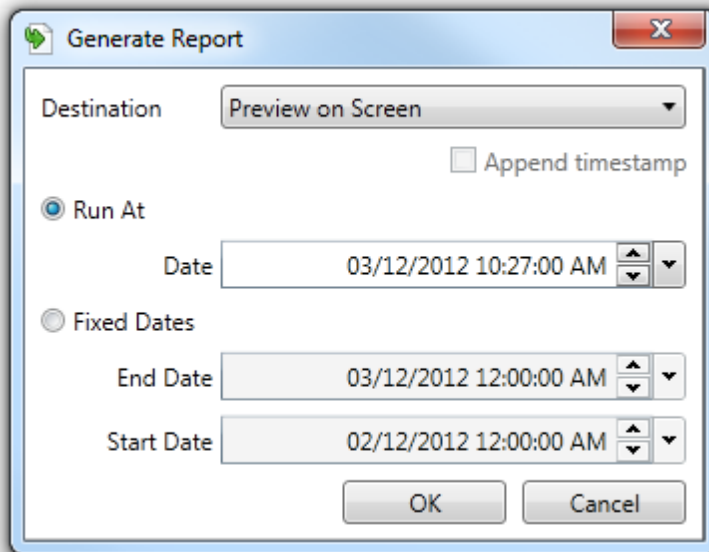 Generate Report
Destination Preview on Screen
Append timestamp
Run At
Date 03/12/2012 10:27:00 AM
Fixed Dates
End Date 03/12/2012 12:00:00 AM
Start Date 02/12/2012 12:00:00 AM
OK Cancel